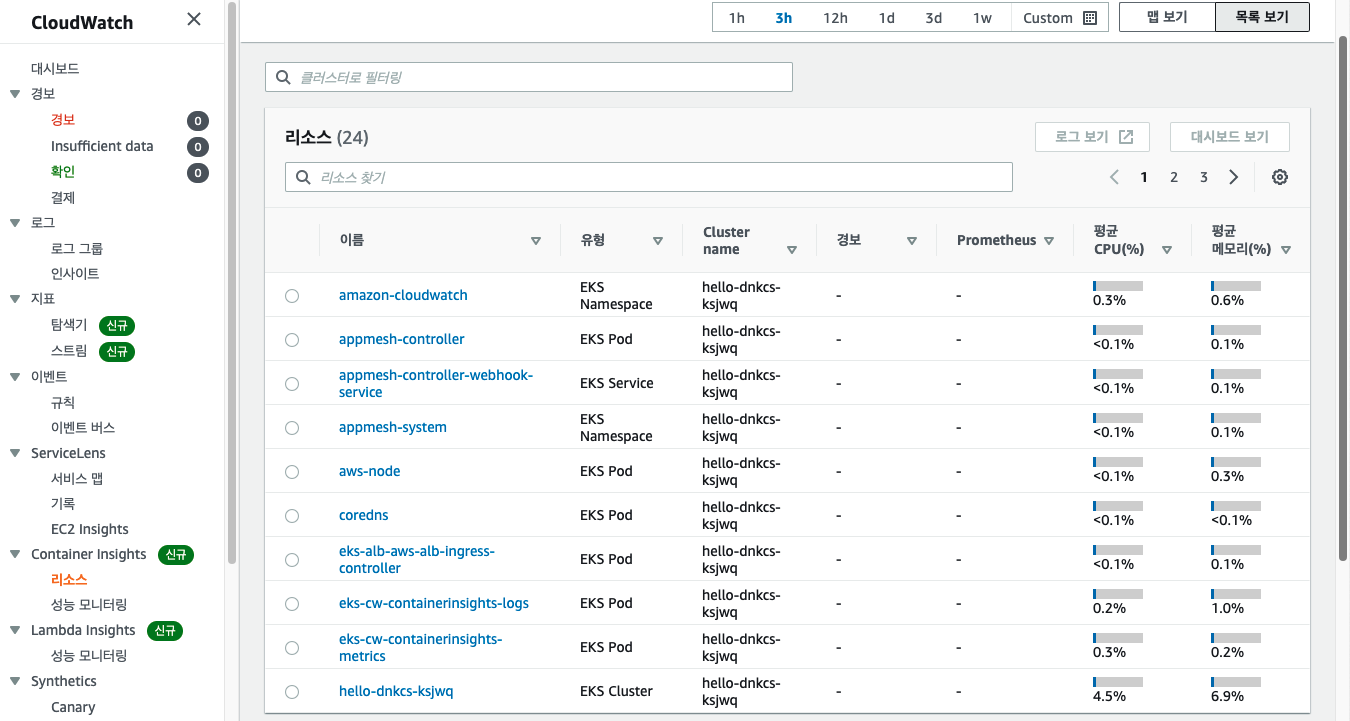 CloudWatch
대시보드
경보
경보 0
Insufficient data 0
확인 0
결제
로그
로그 그룹
인사이트
지표
탐색기 신규
스트림 신규
이벤트
규칙
이벤트 버스
ServiceLens
서비스 맵
기록
EC2 Insights
Container Insights 신규
리소스
성능 모니터링
Lambda Insights 신규
성능 모니터링
Synthetics
Canary
1h 3h 12h 1d 3d 1w Custom 맵 보기 목록 보기
클러스터로 필터링
리소스 (24) 로그 보기 대시보드 보기
리소스 찾기 1 2 3
이름 유형 Cluster name 경보 Prometheus 평균 CPU(%) 평균 메모리(%)
amazon-cloudwatch EKS Namespace hello-dnkcs-ksjwq - - 0.3% 0.6%
appmesh-controller EKS Pod hello-dnkcs-ksjwq - - <0.1% 0.1%
appmesh-controller-webhook-service EKS Service hello-dnkcs-ksjwq - - <0.1% 0.1%
appmesh-system EKS Namespace hello-dnkcs-ksjwq - - <0.1% 0.1%
aws-node EKS Pod hello-dnkcs-ksjwq - - <0.1% 0.3%
coredns EKS Pod hello-dnkcs-ksjwq - - <0.1% <0.1%
eks-alb-aws-alb-ingress-controller EKS Pod hello-dnkcs-ksjwq - - <0.1% 0.1%
eks-cw-containerinsights-logs EKS Pod hello-dnkcs-ksjwq - - 0.2% 1.0%
eks-cw-containerinsights-metrics EKS Pod hello-dnkcs-ksjwq - - 0.3% 0.2%
hello-dnkcs-ksjwq EKS Cluster hello-dnkcs-ksjwq - - 4.5% 6.9%